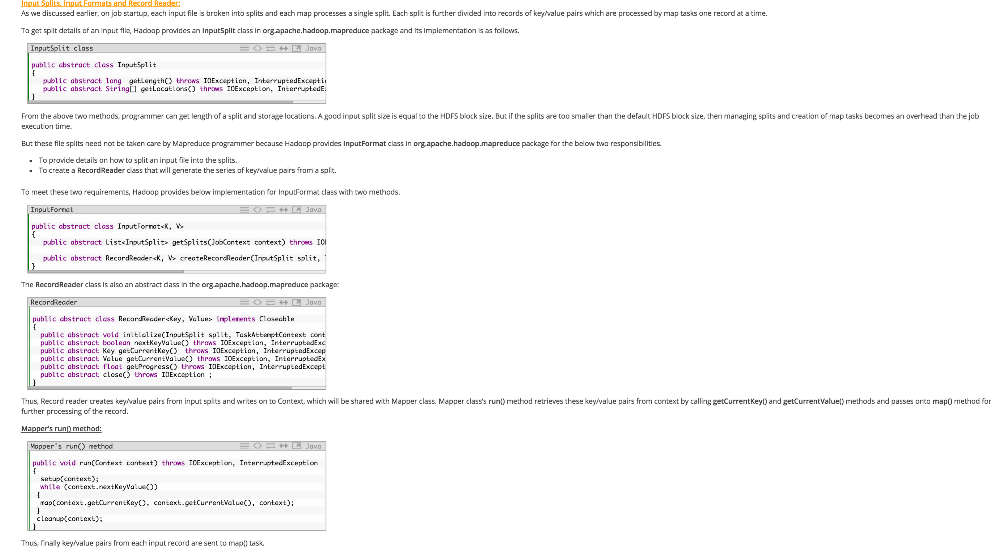 Input Splits, Input Formats and Record Reader:
As we discussed earlier, on job startup, each input file is broken into splits and each map processes a single split. Each split is further divided into records of key/value pairs which are processed by map tasks one record at a time.
To get split details of an input file, Hadoop provides an InputSplit class in org.apache.hadoop.mapreduce package and its implementation is as follows.
InputSplit class Java
public abstract class InputSplit
{
public abstract long getLength() throws IOException, InterruptedExcepti
public abstract String[] getLocations() throws IOException, InterruptedE
}
From the above two methods, programmer can get length of a split and storage locations. A good input split size is equal to the HDFS block size. But if the splits are too smaller than the default HDFS block size, then managing splits and creation of map tasks becomes an overhead than the job
execution time.
But these file splits need not be taken care by Mapreduce programmer because Hadoop provides InputFormat class in org.apache.hadoop.mapreduce package for the below two responsibilities.
▪ To provide details on how to split an input file into the splits.
▪ To create a RecordReader class that will generate the series of key/value pairs from a split.
To meet these two requirements, Hadoop provides below implementation for InputFormat class with two methods.
InputFormat Java
public abstract class InputFormat<K, V>
{
public abstract List<InputSplit> getSplits(JobContext context) throws IO
public abstract RecordReader<K, V> createRecordReader(InputSplit split,
}
The RecordReader class is also an abstract class in the org.apache.hadoop.mapreduce package:
RecordReader Java
public abstract class RecordReader<Key, Value> implements Closeable
{
public abstract void initialize(InputSplit split, TaskAttemptContext cont
public abstract boolean nextKeyValue() throws IOException, InterruptedExc
public abstract Key getCurrentKey() throws IOException, InterruptedExcep
public abstract Value getCurrentValue() throws IOException, InterruptedEx
public abstract float getProgress() throws IOException, InterruptedExcept
public abstract close() throws IOException ;
}
Thus, Record reader creates key/value pairs from input splits and writes on to Context, which will be shared with Mapper class. Mapper class’s run() method retrieves these key/value pairs from context by calling getCurrentKey() and getCurrentValue() methods and passes onto map() method for
further processing of the record.
Mapper's run() method:
Mapper's run() method Java
public void run(Context context) throws IOException, InterruptedException
{
setup(context);
while (context.nextKeyValue())
{
map(context.getCurrentKey(), context.getCurrentValue(), context);
}
cleanup(context);
}
Thus, finally key/value pairs from each input record are sent to map() task.